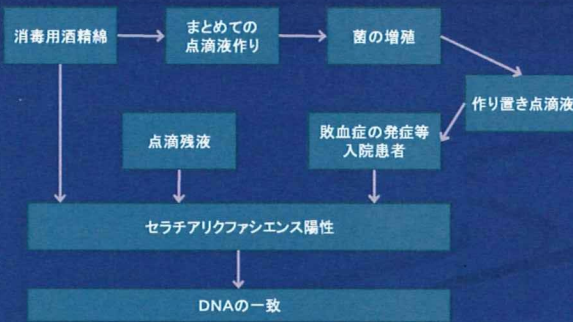 消毒用酒精綿
まとめての
点滴液作り
菌の増殖
作り置き点滴液
点滴残液
敗血症の発症等
入院患者
セラチアリクファシエンス陽性
DNAの一致